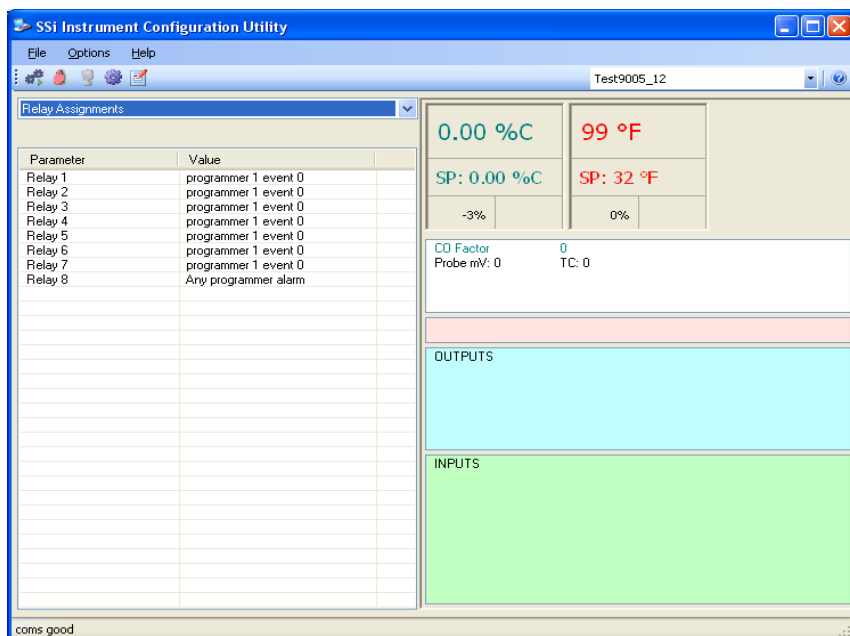 SSi Instrument Configuration Utility
File Options Help
Test9005_12
Relay Assignments
Parameter Value
Relay 1 programmer 1 event 0
Relay 2 programmer 1 event 0
Relay 3 programmer 1 event 0
Relay 4 programmer 1 event 0
Relay 5 programmer 1 event 0
Relay 6 programmer 1 event 0
Relay 7 programmer 1 event 0
Relay 8 Any programmer alarm
0.00 %C 99 °F
SP: 0.00 %C SP: 32 °F
-3% 0%
CO Factor 0
Probe mV: 0 TC: 0
OUTPUTS
INPUTS
coms good